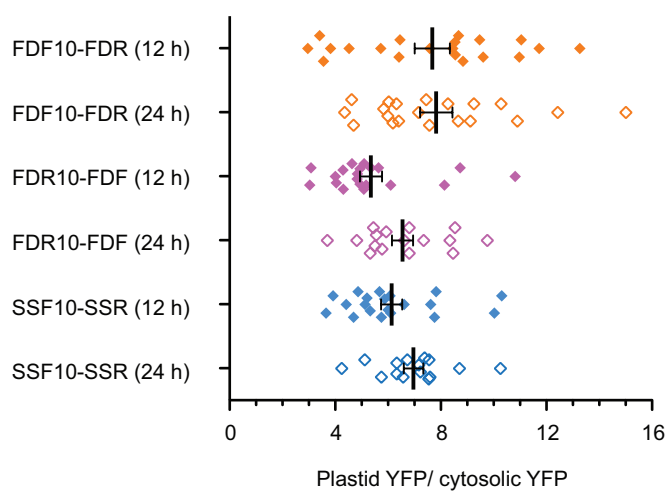 FDF10-FDR (12 h)
FDF10-FDR (24 h)
FDR10-FDF (12 h)
FDR10-FDF (24 h)
SSF10-SSR (12 h)
SSF10-SSR (24 h)
0 4 8 12 16
Plastid YFP/ cytosolic YFP